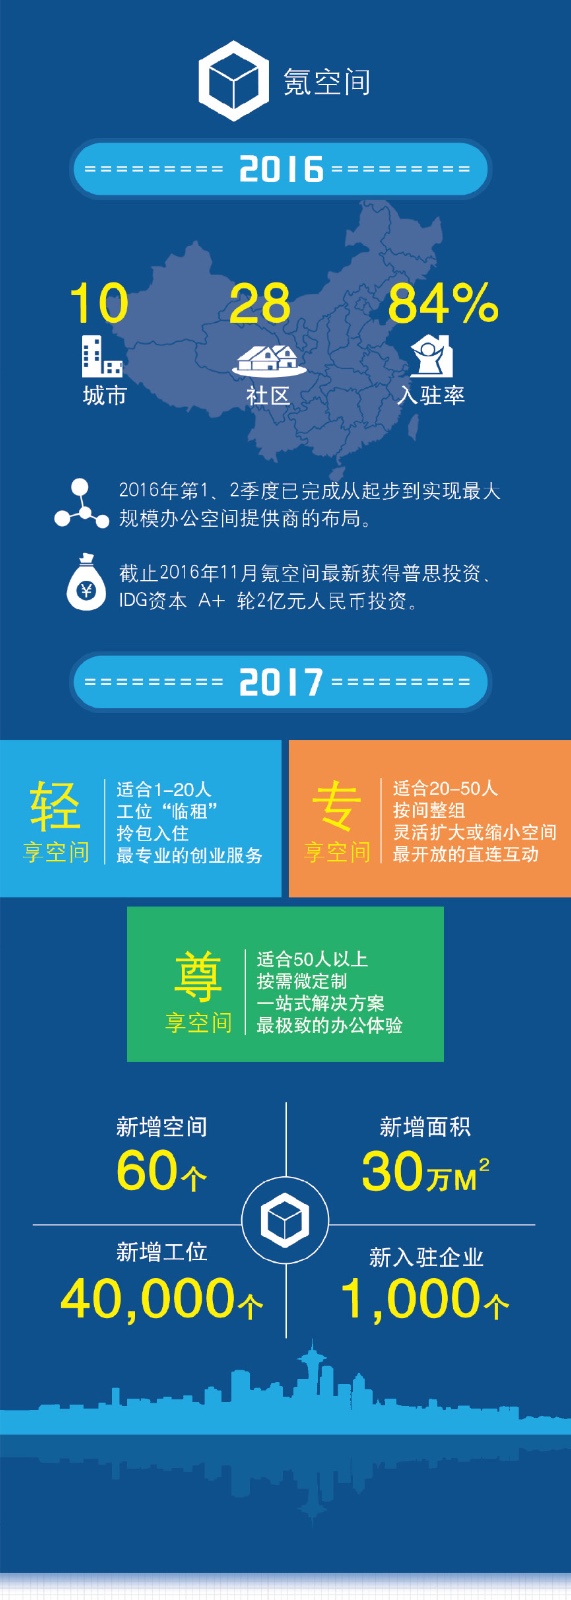 氪空间
========= 2016 =========
10 28 84%
城市 社区 入驻率
2016年第1、2季度已完成从起步到实现最大
规模办公空间提供商的布局。
¥
截止2016年11月氪空间最新获得普思投资、
IDG资本 A+ 轮2亿元人民币投资。
========= 2017 =========
轻
享空间
适合1-20人
工位“临租”
拎包入住
最专业的创业服务
专
享空间
适合20-50人
按间整组
灵活扩大或缩小空间
最开放的直连互动
尊
享空间
适合50人以上
按需微定制
一站式解决方案
最极致的办公体验
新增空间
60个
新增面积
30万M²
新增工位
40,000个
新入驻企业
1,000个